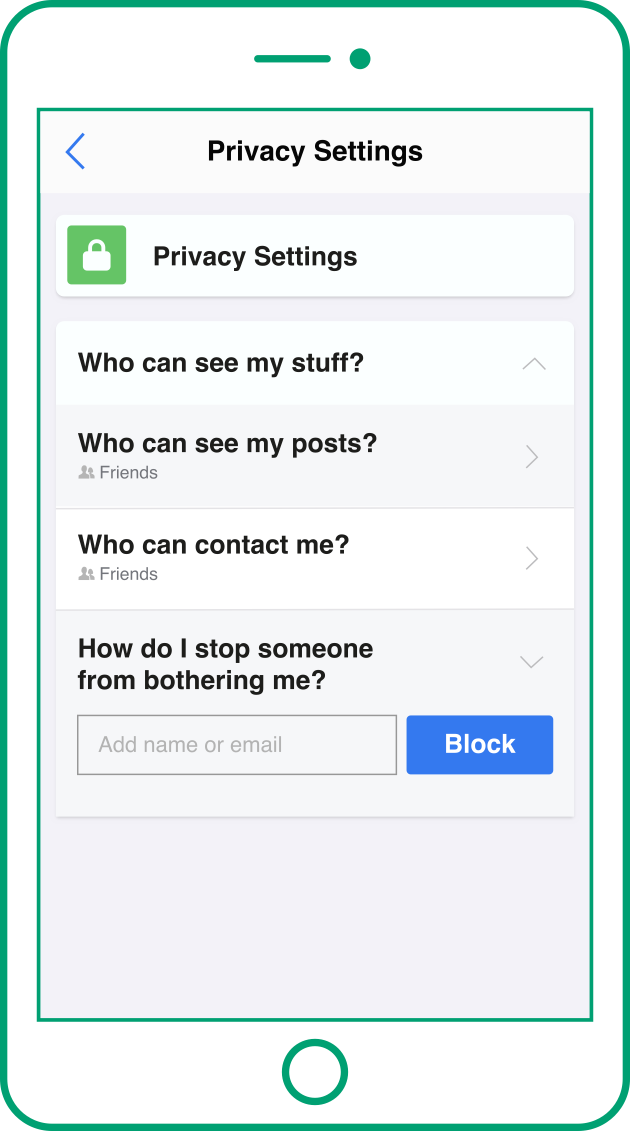 Privacy Settings
Privacy Settings
Who can see my stuff?
Who can see my posts?
Friends
Who can contact me?
Friends
How do I stop someone
from bothering me?
Add name or email
Block